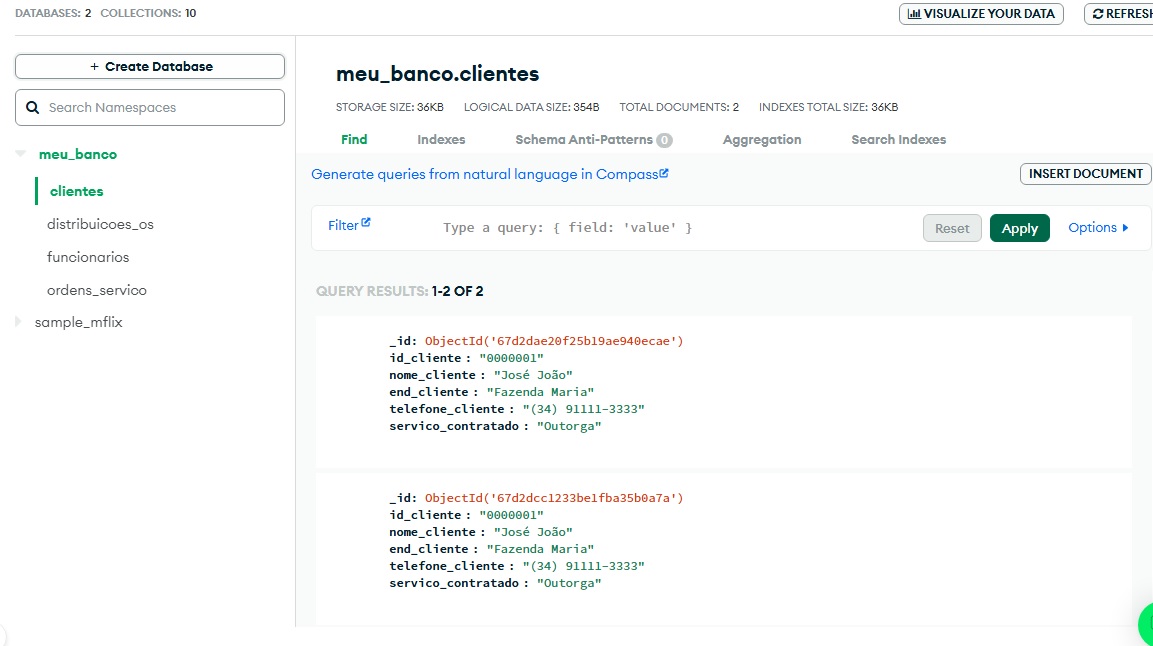 DATABASES: 2 COLLECTIONS: 10
VISUALIZE YOUR DATA
REFRESH
+ Create Database
Search Namespaces
meu_banco
clientes
distribuicoes_os
funcionarios
ordens_servico
sample_mflix
meu_banco.clientes
STORAGE SIZE: 36KB LOGICAL DATA SIZE: 354B TOTAL DOCUMENTS: 2 INDEXES TOTAL SIZE: 36KB
Find Indexes Schema Anti-Patterns 0 Aggregation Search Indexes
Generate queries from natural language in Compass
INSERT DOCUMENT
Filter Type a query: { field: 'value' } Reset Apply Options
QUERY RESULTS: 1-2 OF 2
_id: ObjectId('67d2dae20f25b19ae940ecae')
id_cliente : "0000001"
nome_cliente : "José João"
end_cliente : "Fazenda Maria"
telefone_cliente : "(34) 91111-3333"
servico_contratado : "Outorga"
_id: ObjectId('67d2dcc1233be1fba35b0a7a')
id_cliente : "0000001"
nome_cliente : "José João"
end_cliente : "Fazenda Maria"
telefone_cliente : "(34) 91111-3333"
servico_contratado : "Outorga"